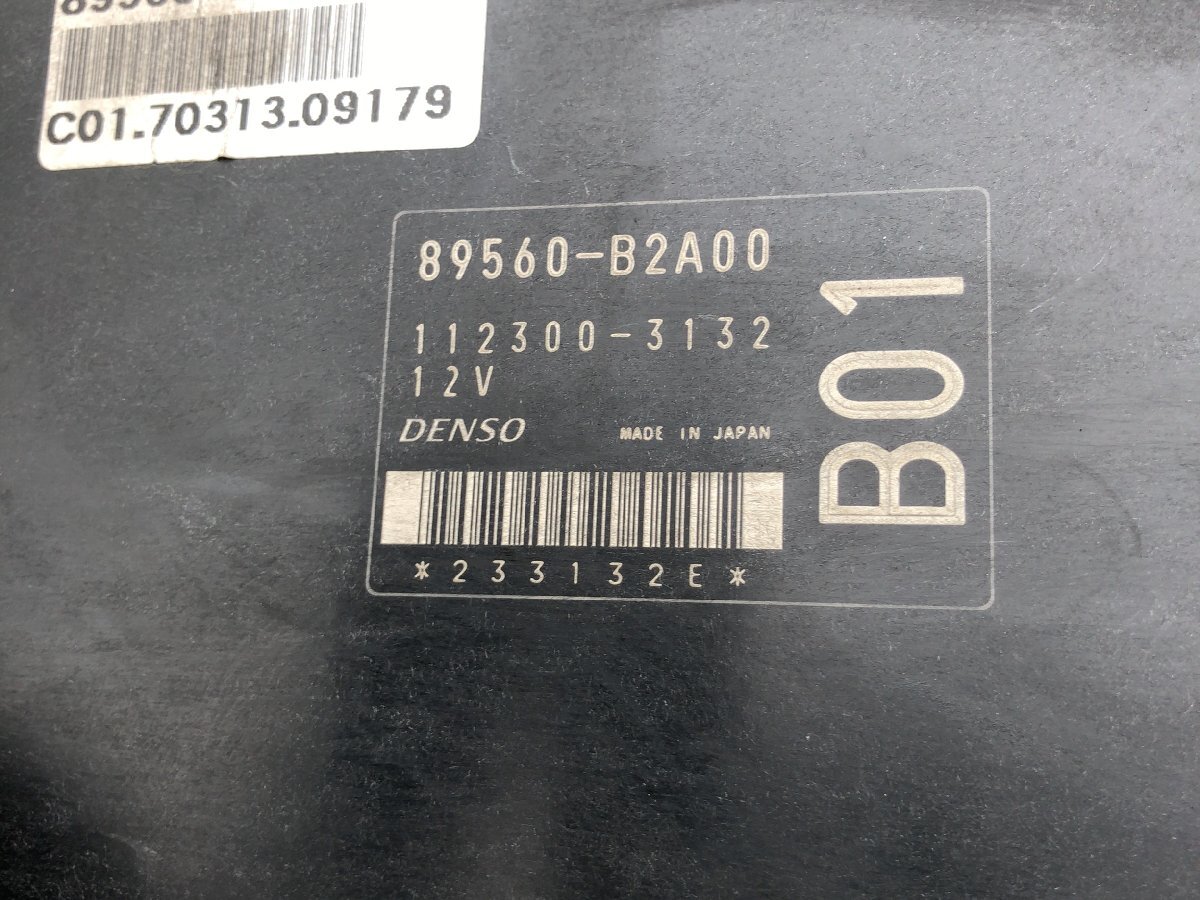 C01.70313.09179
89560-B2A00
112300-3132
12V
DENSO MADE IN JAPAN
*233132E*
B01